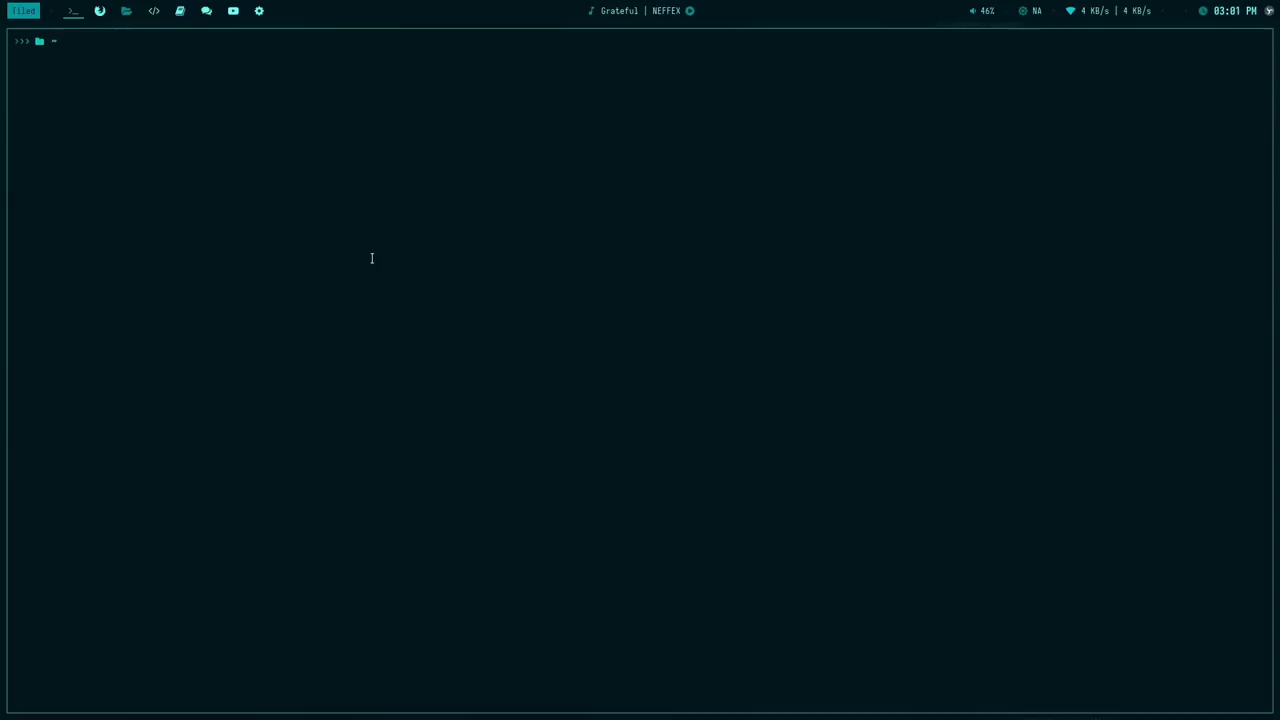 Tiled >_ </> Grateful | NEFFEX 46% NA 4 KB/s | 4 KB/s 03:01 PM
>>> ~